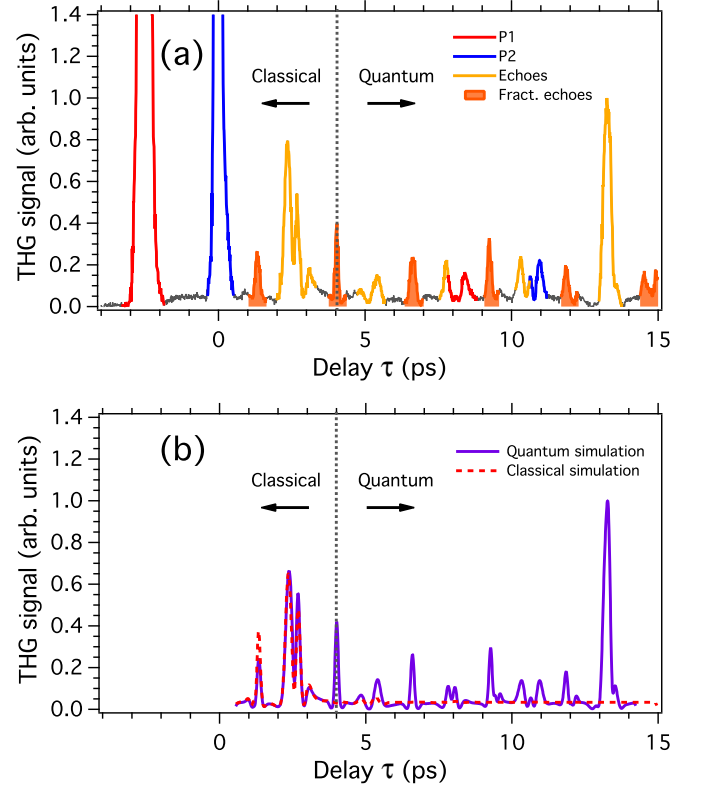 1.4
(a)
P1
P2
Echoes
Fract. echoes
Classical
Quantum
1.2
1.0
0.8
0.6
0.4
0.2
0.0
THG signal (arb. units)
0
5
10
15
Delay τ (ps)
1.4
(b)
Quantum simulation
Classical simulation
Classical
Quantum
1.2
1.0
0.8
0.6
0.4
0.2
0.0
THG signal (arb. units)
0
5
10
15
Delay τ (ps)